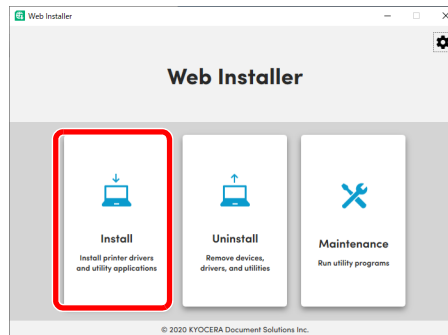 Web Installer
Web Installer
Install
Install printer drivers
and utility applications
Uninstall
Remove devices,
drivers, and utilities
Maintenance
Run utility programs
© 2020 KYOCERA Document Solutions Inc.